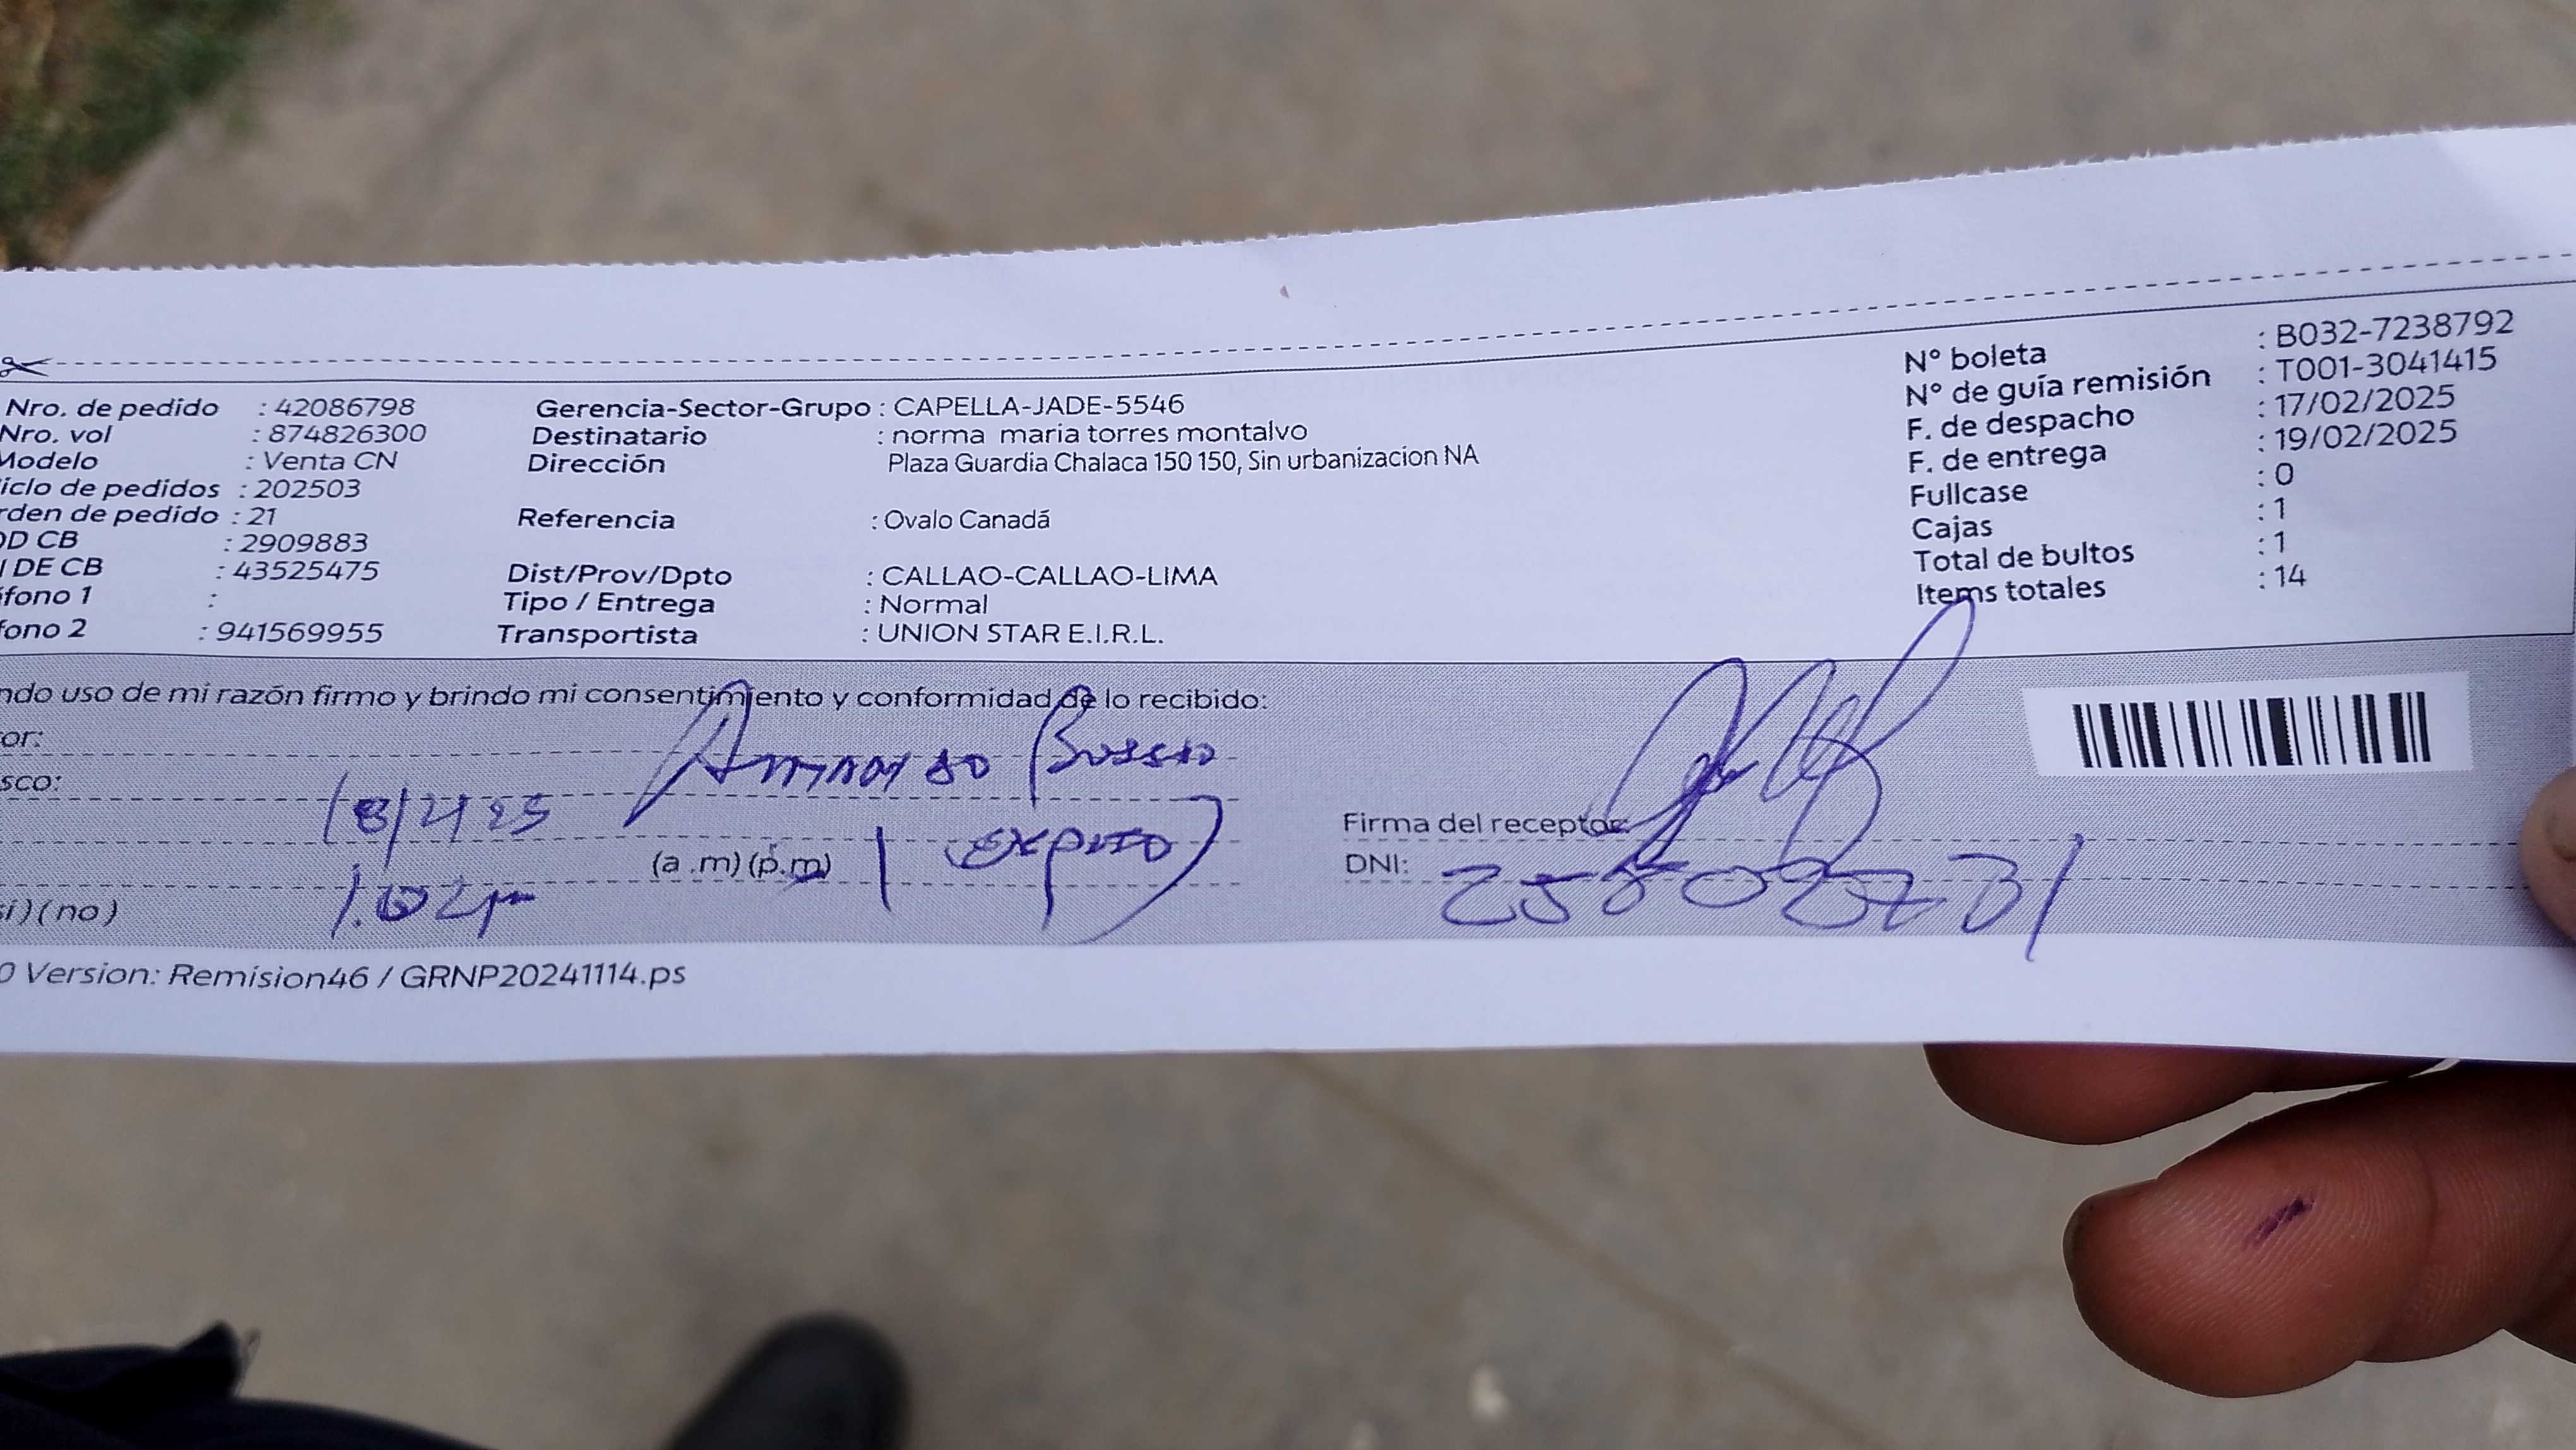 Nro. de pedido : 42086798
Nro. vol : 874826300
Modelo : Venta CN
iclo de pedidos : 202503
rden de pedido : 21
OD CB : 2909883
I DE CB : 43525475
fono 1 :
fono 2 : 941569955
Gerencia-Sector-Grupo : CAPELLA-JADE-5546
Destinatario : norma maria torres montalvo
Dirección Plaza Guardia Chalaca 150 150, Sin urbanizacion NA
Referencia : Ovalo Canadá
Dist/Prov/Dpto : CALLAO-CALLAO-LIMA
Tipo / Entrega : Normal
Transportista : UNION STAR E.I.R.L.
N° boleta : B032-7238792
N° de guía remisión : T001-3041415
F. de despacho : 17/02/2025
F. de entrega : 19/02/2025
Fullcase : 0
Cajas : 1
Total de bultos : 1
Items totales : 14
ndo uso de mi razón firmo y brindo mi consentimiento y conformidad de lo recibido:
or:
sco:
(a .m) (p.m)
si) (no)
Firma del receptor:
DNI:
0 Version: Remision46 / GRNP20241114.ps